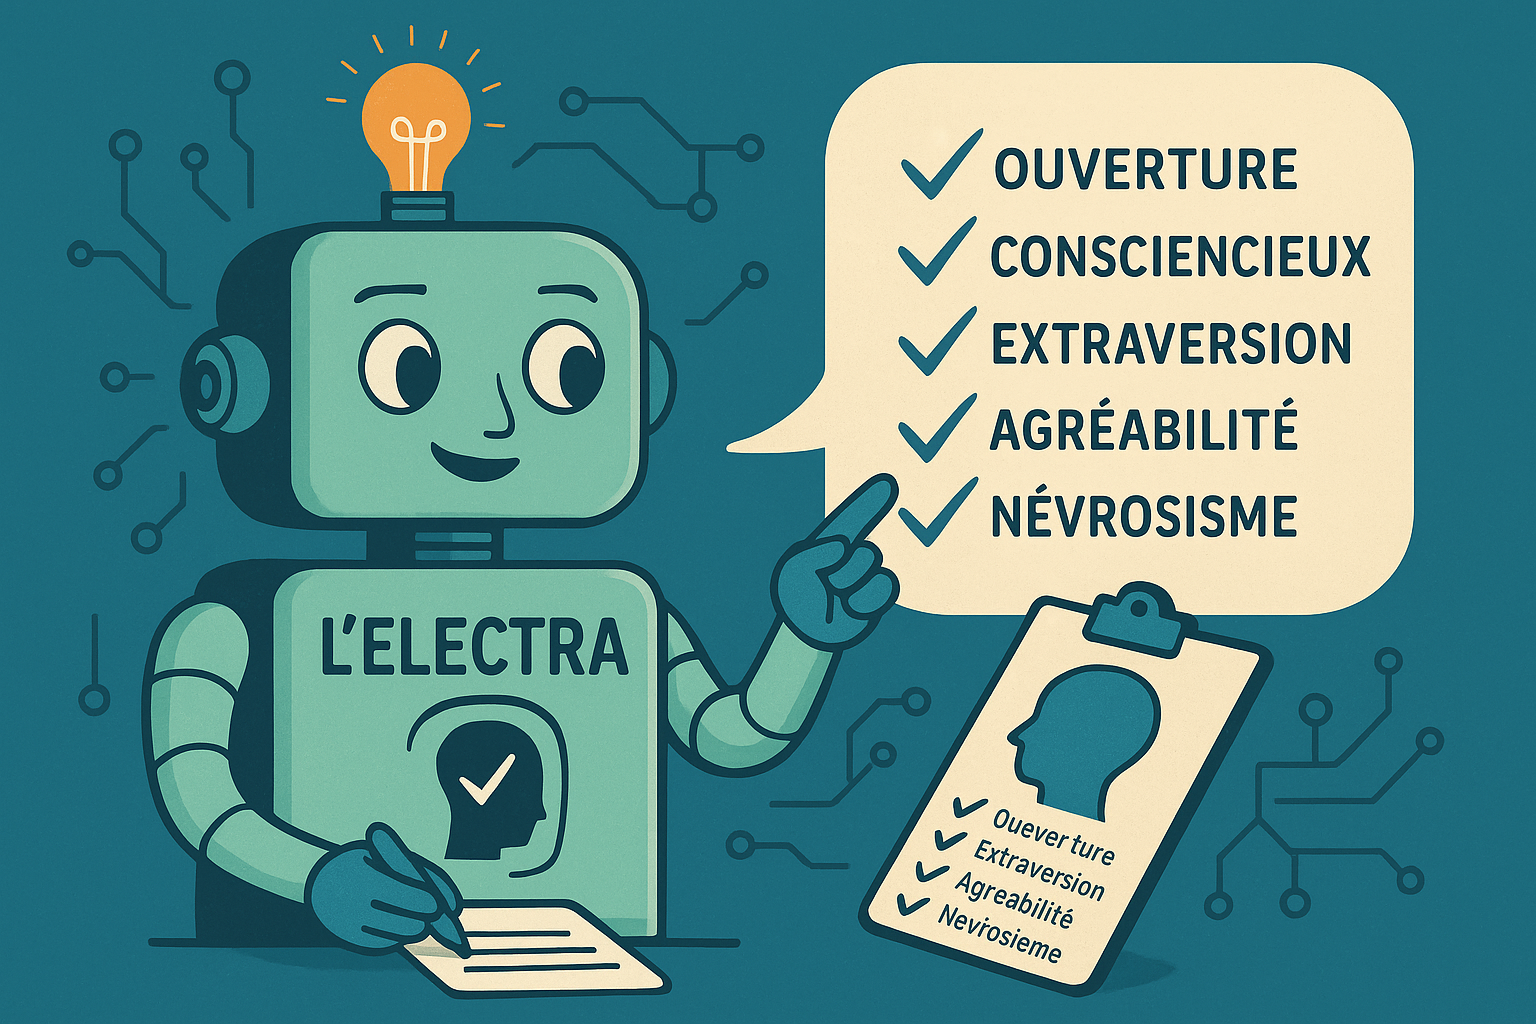 OUVERTURE
CONSCIENCIEUX
EXTRAVERSION
AGRÉABILITÉ
NÉVROSISME
L'ELECTRA
Ouever ture
Extraversion
Agreabilité
Nevrosieme